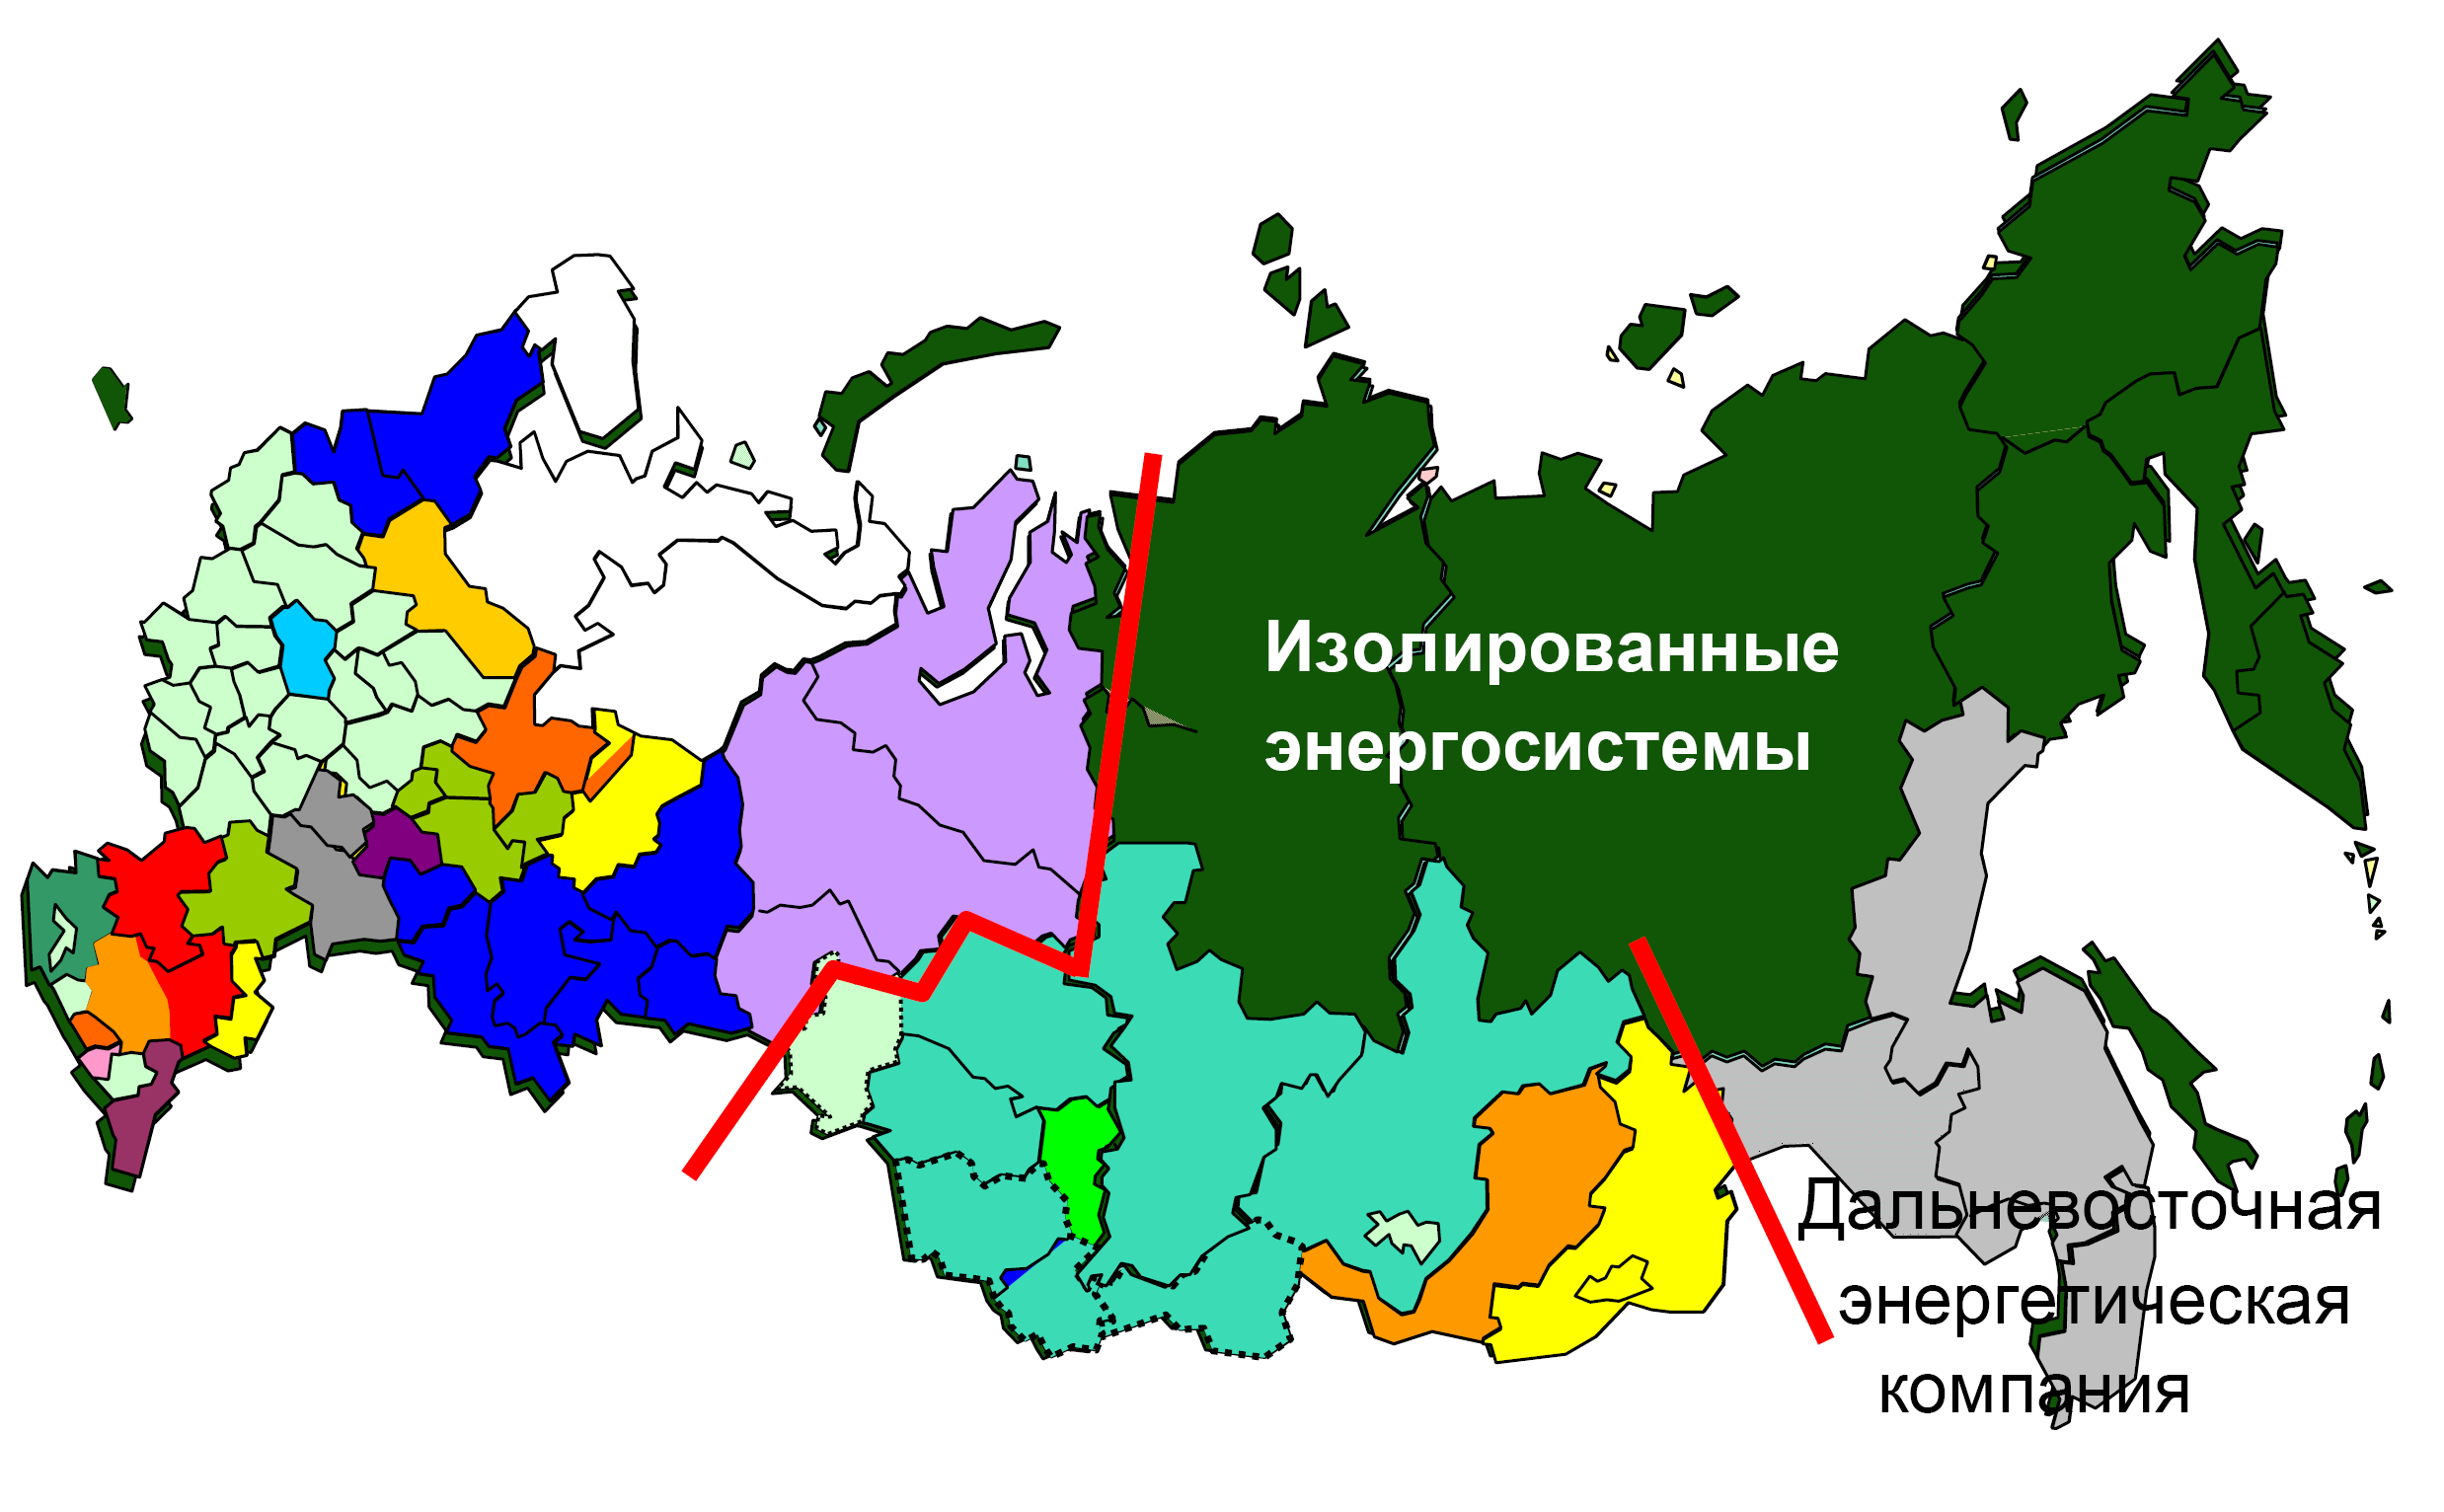 Изолированные
энергосистемы
Дальневосточная
энергетическая
компания